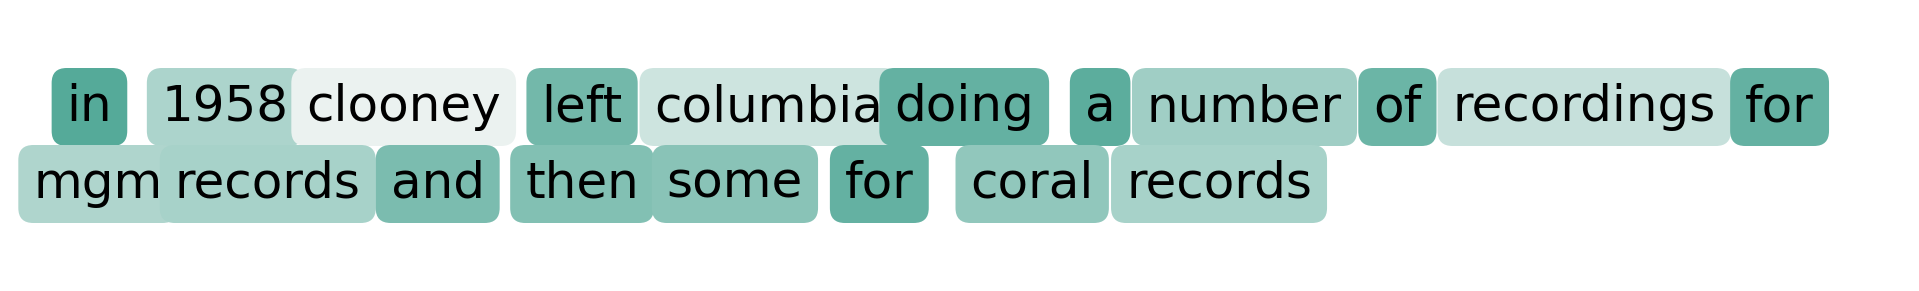 in 1958 clooney left columbia doing a number of recordings for
mgm records and then some for coral records